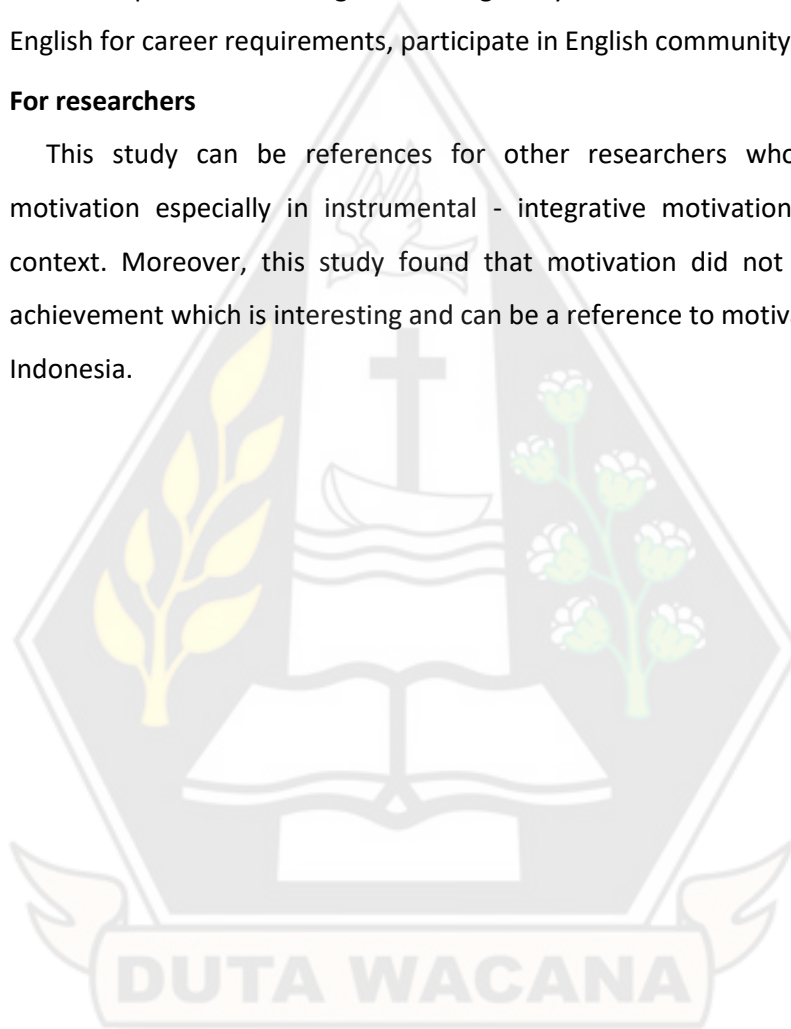 English for career requirements, participate in English community
For researchers
This study can be references for other researchers who
motivation especially in instrumental - integrative motivation
context. Moreover, this study found that motivation did not
achievement which is interesting and can be a reference to motiva
Indonesia.
DUTA WACANA